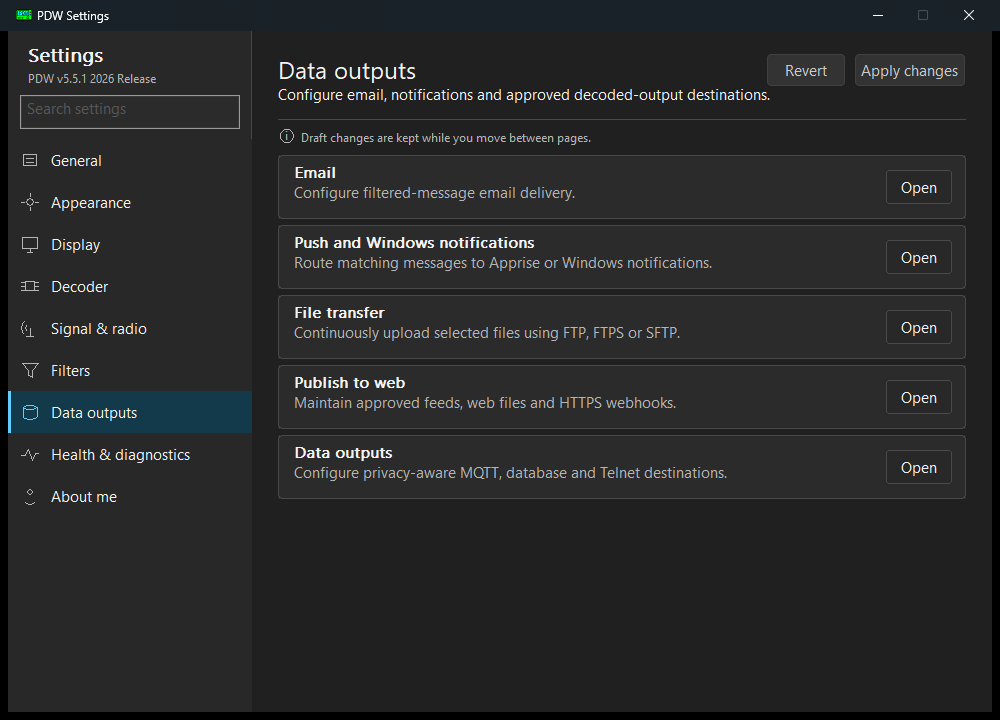 PDW Settings
Settings
PDW v5.5.1 2026 Release
Search settings
General
Appearance
Display
Decoder
Signal & radio
Filters
Data outputs
Health & diagnostics
About me
Data outputs
Configure email, notifications and approved decoded-output destinations.
Revert
Apply changes
Draft changes are kept while you move between pages.
Email
Configure filtered-message email delivery.
Open
Push and Windows notifications
Route matching messages to Apprise or Windows notifications.
Open
File transfer
Continuously upload selected files using FTP, FTPS or SFTP.
Open
Publish to web
Maintain approved feeds, web files and HTTPS webhooks.
Open
Data outputs
Configure privacy-aware MQTT, database and Telnet destinations.
Open